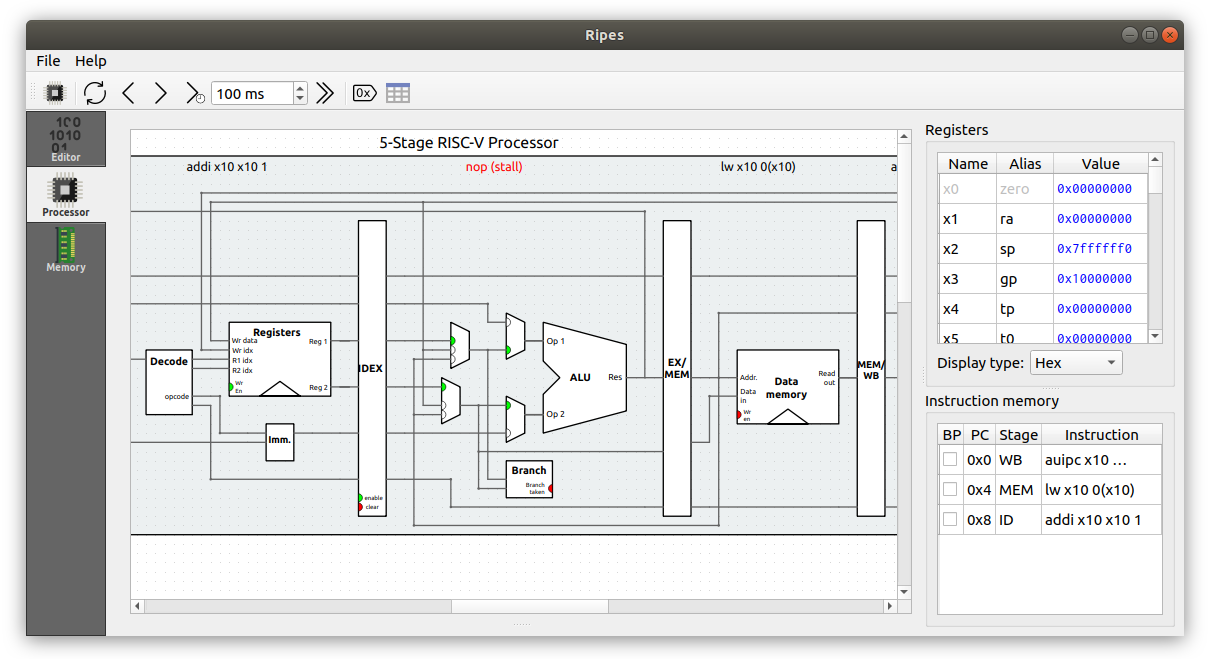 Ripes
File Help
100 ms
0x
Editor
Processor
Memory
5-Stage RISC-V Processor
addi x10 x10 1
nop (stall)
lw x10 0(x10)
a
Decode
opcode
Registers
Wr data
Wr idx
R1 idx
R2 idx
Wr
En
Reg 1
Reg 2
Imm.
IDEX
enable
clear
Op 1
Op 2
ALU
Res
Branch
Branch
taken
EX/
MEM
Addr.
Data
in
Wr
en
Data
memory
Read
out
MEM/
WB
Registers
Name Alias Value
x0 zero 0x00000000
x1 ra 0x00000000
x2 sp 0x7ffffff0
x3 gp 0x10000000
x4 tp 0x00000000
x5 t0 0x00000000
Display type: Hex
Instruction memory
BP PC Stage Instruction
0x0 WB auipc x10 ...
0x4 MEM lw x10 0(x10)
0x8 ID addi x10 x10 1